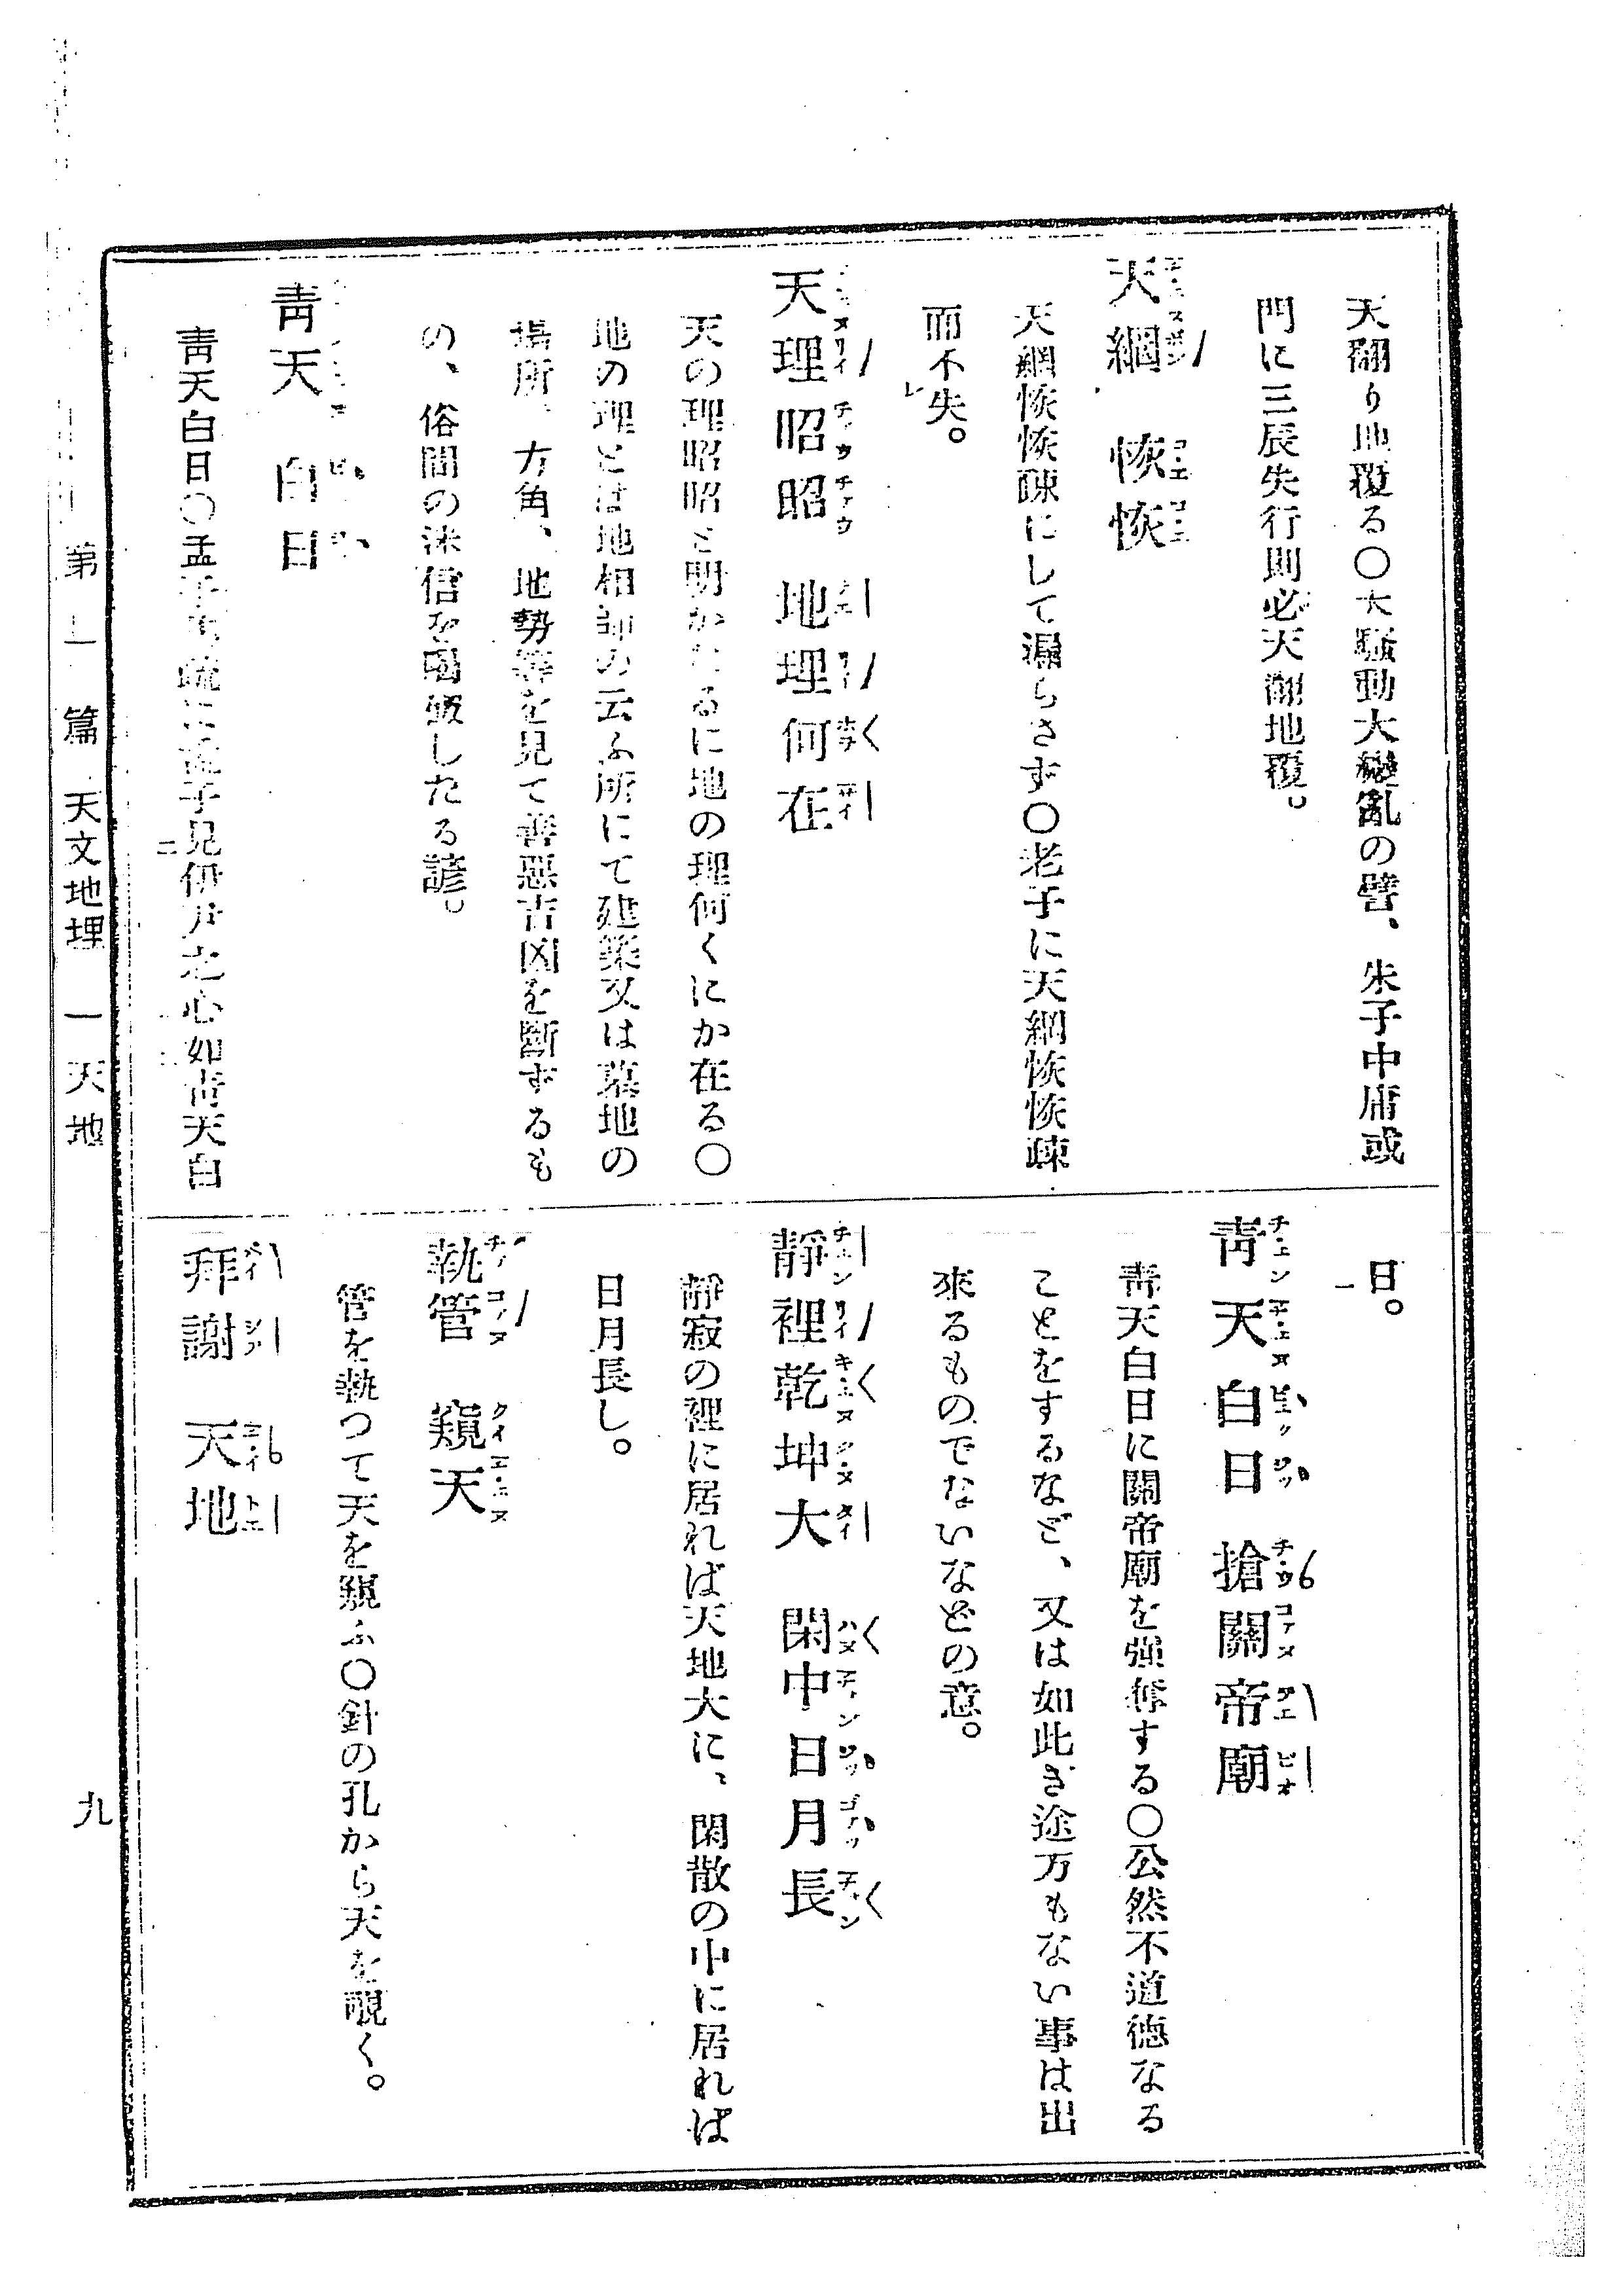 天翻り地覆る○大騷動大變亂の譬、朱子中庸或
問に三辰失行則必天翻地覆。
天綱 恢恢
天綱恢恢疎にして漏らさず○老子に天綱恢恢疎
而不㆑失。
天理昭昭 地理何在
天の理昭昭と明かなるに地の理何くにか在る○
地の理とは地相師の云ふ所にて建築又は墓地の
場所、方角、地勢等を見て善惡吉凶を斷ずるも
の、俗間の迷信を喝破したる諺。
靑天 白日
靑天白日○孟子 疏に孟子見伊尹之心如靑天白
日。
靑天白日 搶關帝廟
靑天白日に關帝廟を強奪する○公然不道德なる
ことをするなど、又は如此き途方もない事は出
來るものでないなどの意。
靜裡乾坤大 閑中日月長
靜寂の裡に居れば天地大に、閑散の中に居れば
日月長し。
執管 窺天
管を執つて天を窺ふ○針の孔から天を覗く。
拜謝 天地
第一篇 天文地理 一 天地
九